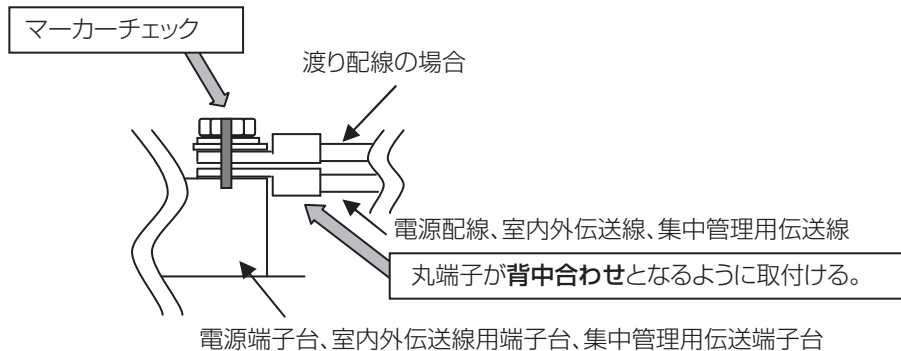 マーカーチェック
渡り配線の場合
電源配線、室内外伝送線、集中管理用伝送線
丸端子が背中合わせとなるように取付ける。
電源端子台、室内外伝送線用端子台、集中管理用伝送端子台